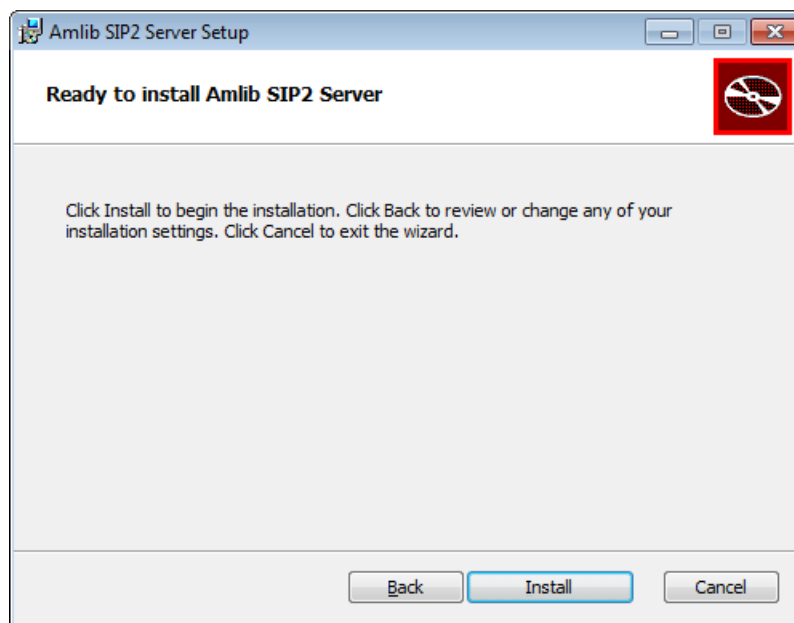 Amlib SIP2 Server Setup
Ready to install Amlib SIP2 Server
Click Install to begin the installation. Click Back to review or change any of your
installation settings. Click Cancel to exit the wizard.
Back Install Cancel